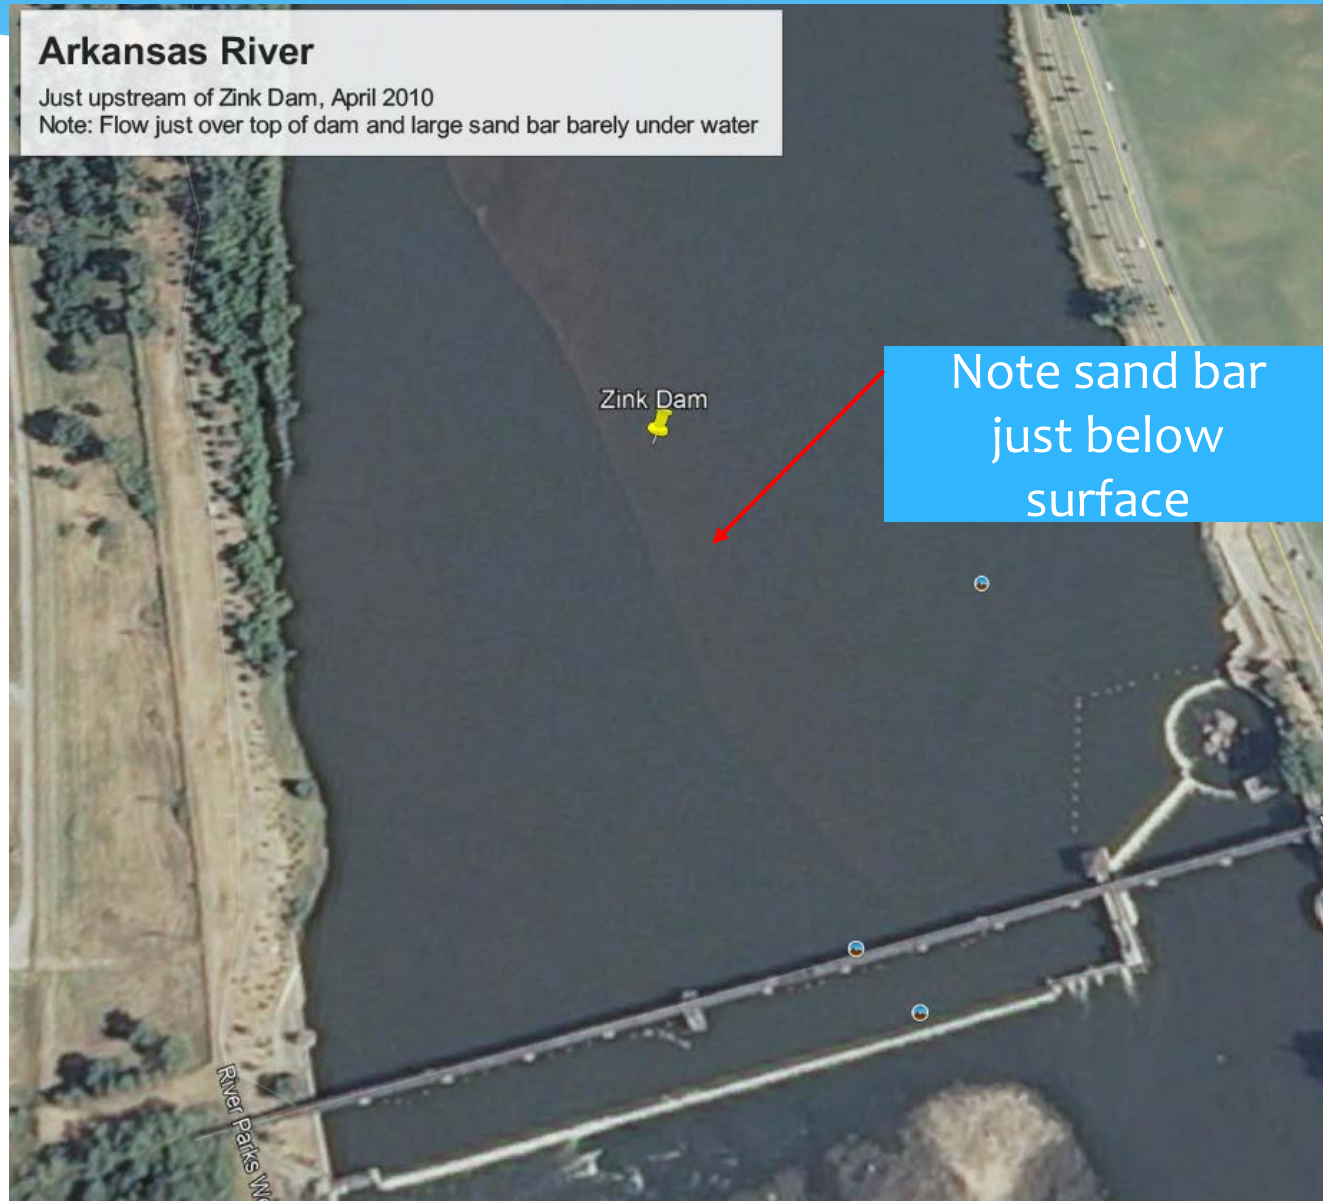 Arkansas River
Just upstream of Zink Dam, April 2010
Note: Flow just over top of dam and large sand bar barely under water
Zink Dam
Note sand bar
just below
surface
River Parks We